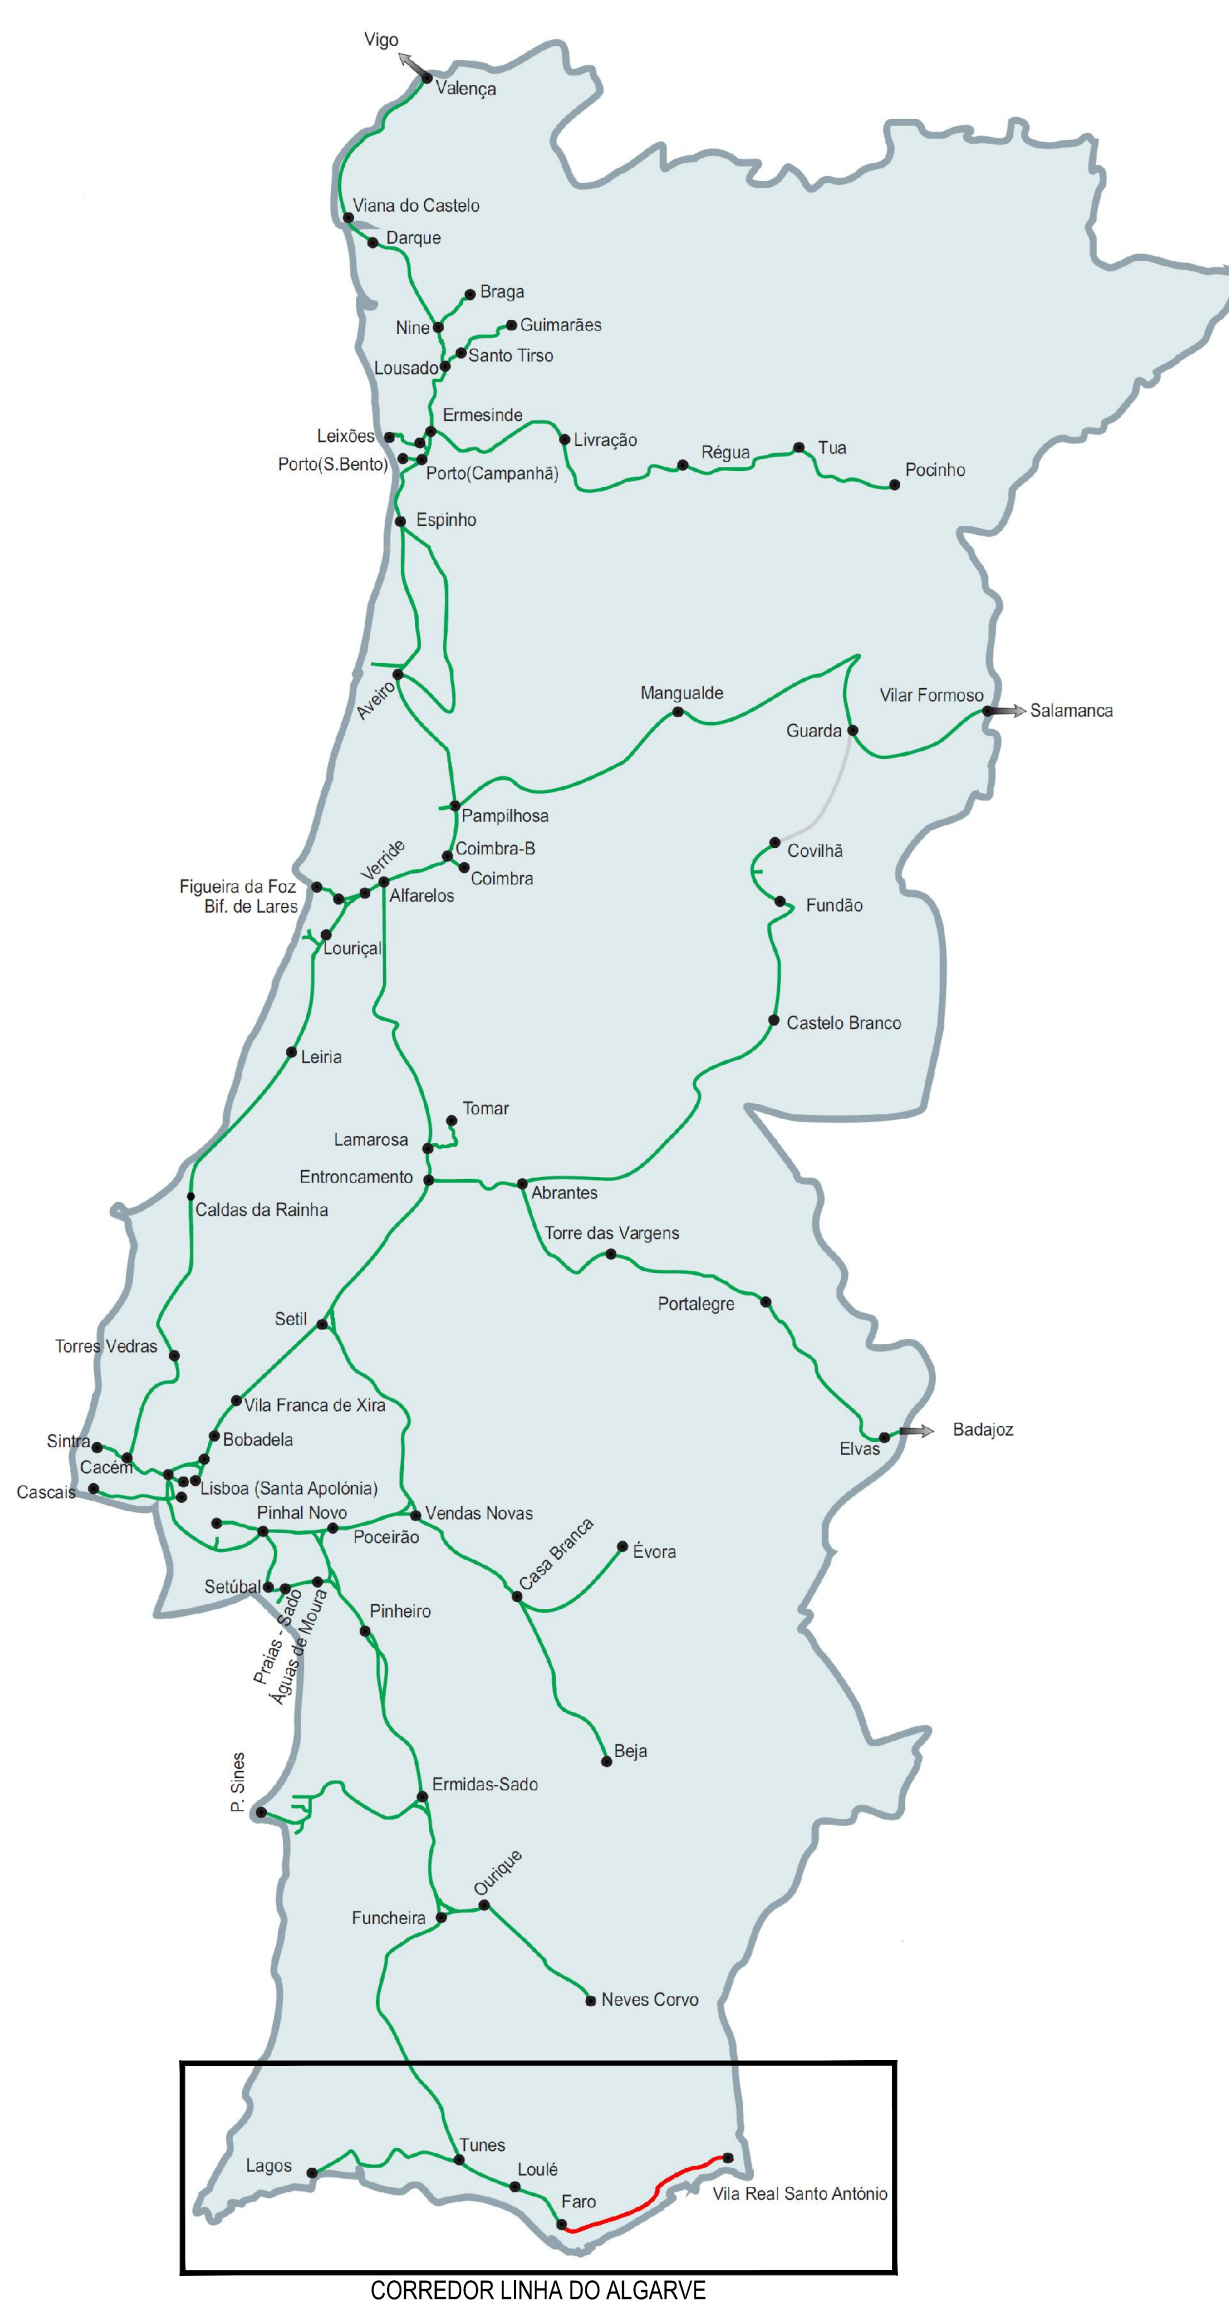 Vigo
Valença
Viana do Castelo
Darque
Braga
Nine
Guimarães
Santo Tirso
Lousado
Ermesinde
Leixões
Livração
Tua
Régua
Porto(S.Bento)
Porto(Campanhã)
Pocinho
Espinho
Aveiro
Mangualde
Vilar Formoso
Salamanca
Guarda
Pampilhosa
Coimbra-B
Covilhã
Verride
Coimbra
Figueira da Foz
Alfarelos
Bif. de Lares
Fundão
Louriçal
Castelo Branco
Leiria
Tomar
Lamarosa
Entroncamento
Abrantes
Caldas da Rainha
Torre das Vargens
Portalegre
Setil
Torres Vedras
Vila Franca de Xira
Badajoz
Sintra
Bobadela
Elvas
Cacém
Lisboa (Santa Apolónia)
Cascais
Pinhal Novo
Vendas Novas
Poceirão
Casa Branca
Évora
Setúbal
Praias - Sado
Águas de Moura
Pinheiro
Beja
P. Sines
Ermidas-Sado
Ourique
Funcheira
Neves Corvo
Tunes
Lagos
Loulé
Faro
Vila Real Santo António
CORREDOR LINHA DO ALGARVE